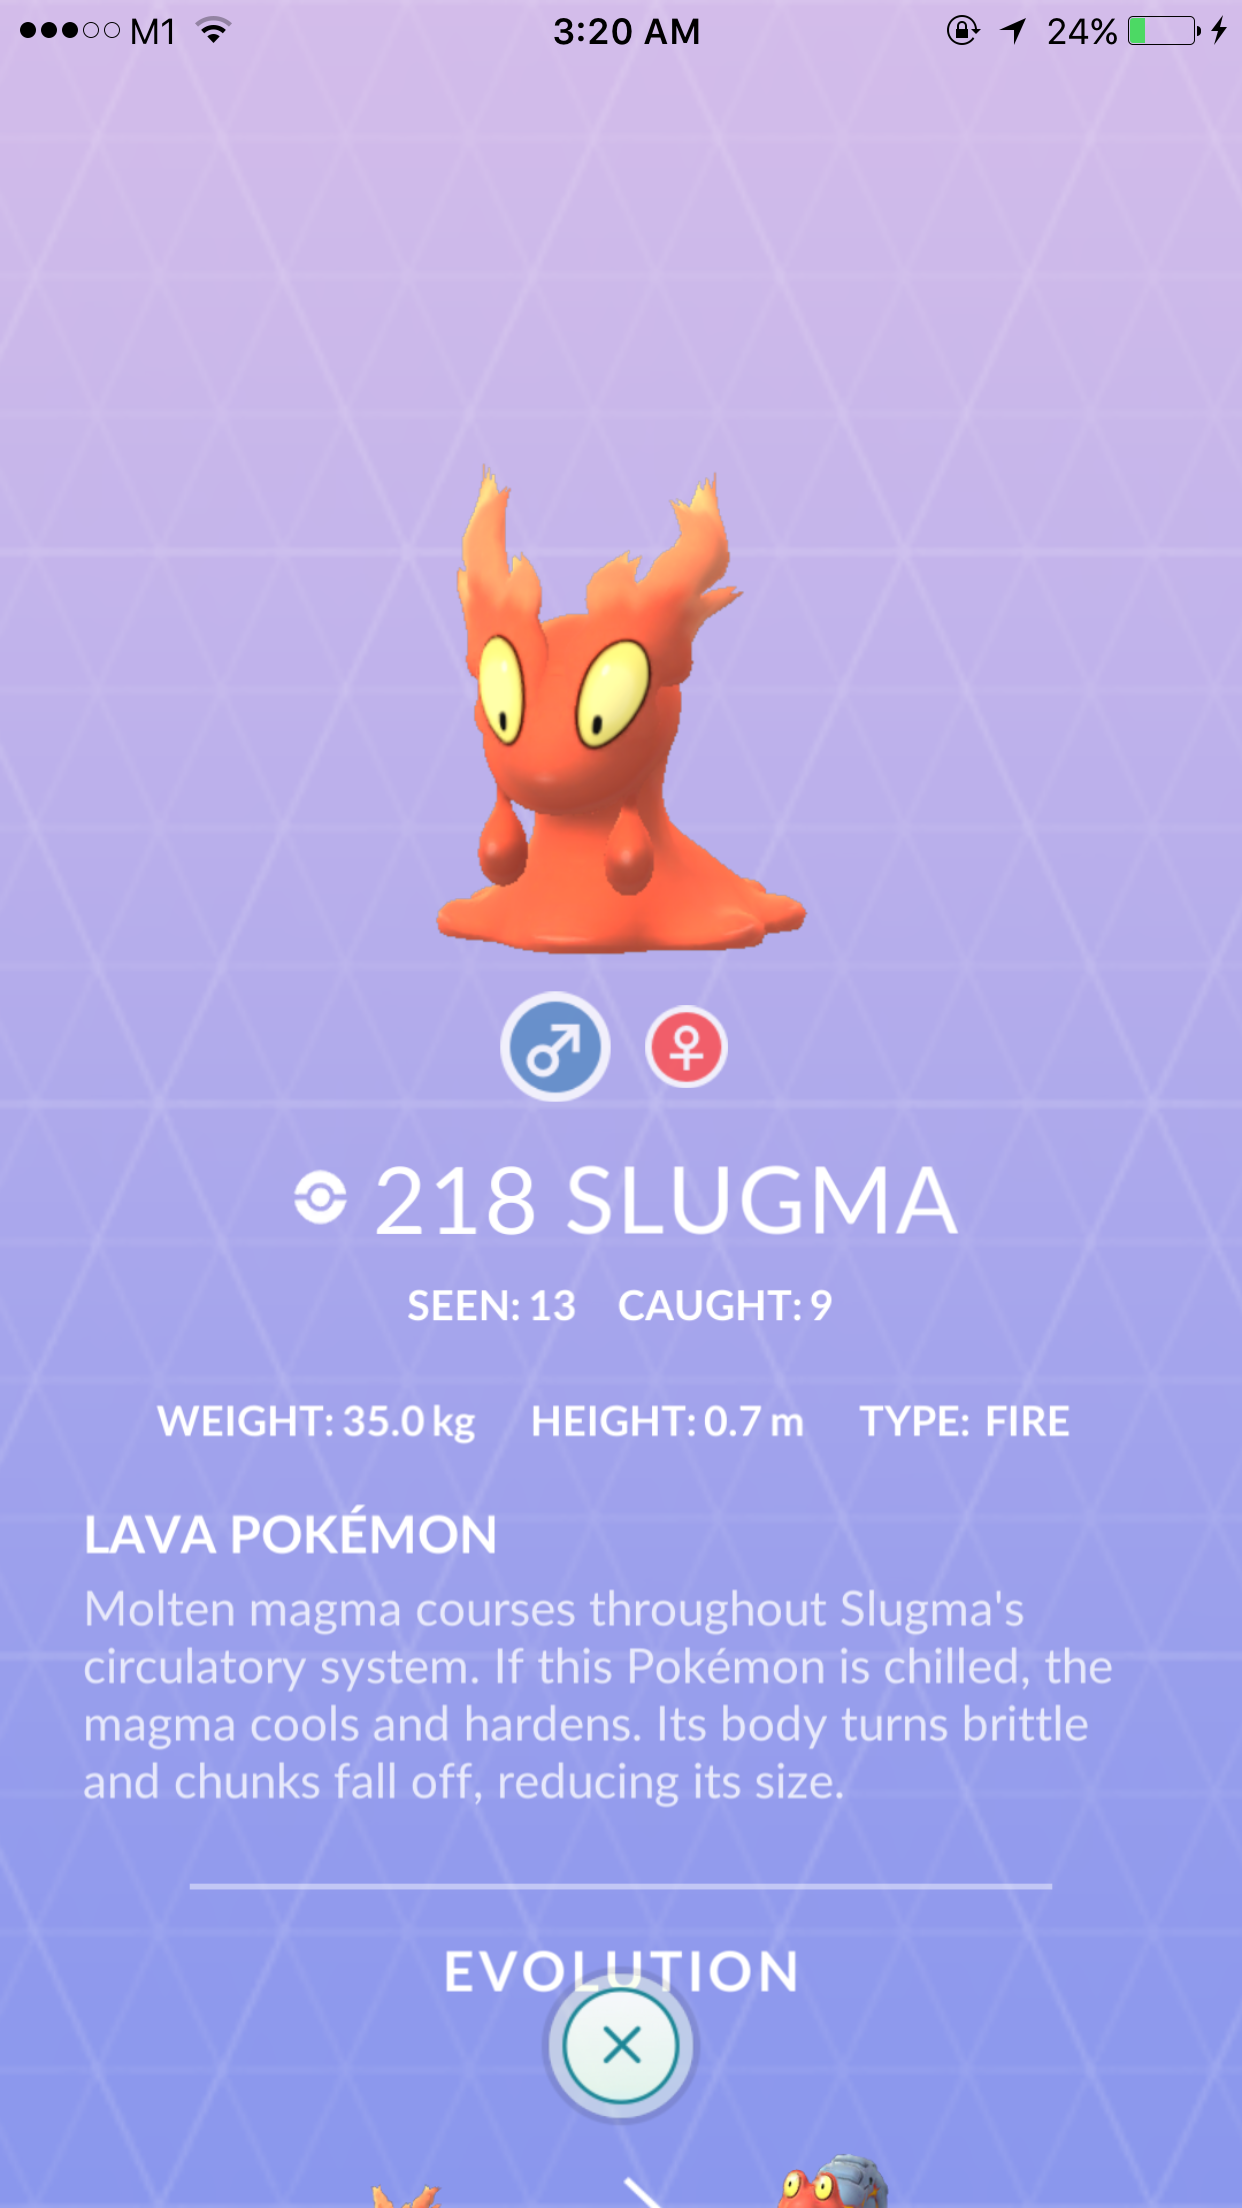 M1 3:20 AM 24%
218 SLUGMA
SEEN: 13 CAUGHT: 9
WEIGHT: 35.0 kg HEIGHT: 0.7 m TYPE: FIRE
LAVA POKÉMON
Molten magma courses throughout Slugma's
circulatory system. If this Pokémon is chilled, the
magma cools and hardens. Its body turns brittle
and chunks fall off, reducing its size.
EVOLUTION